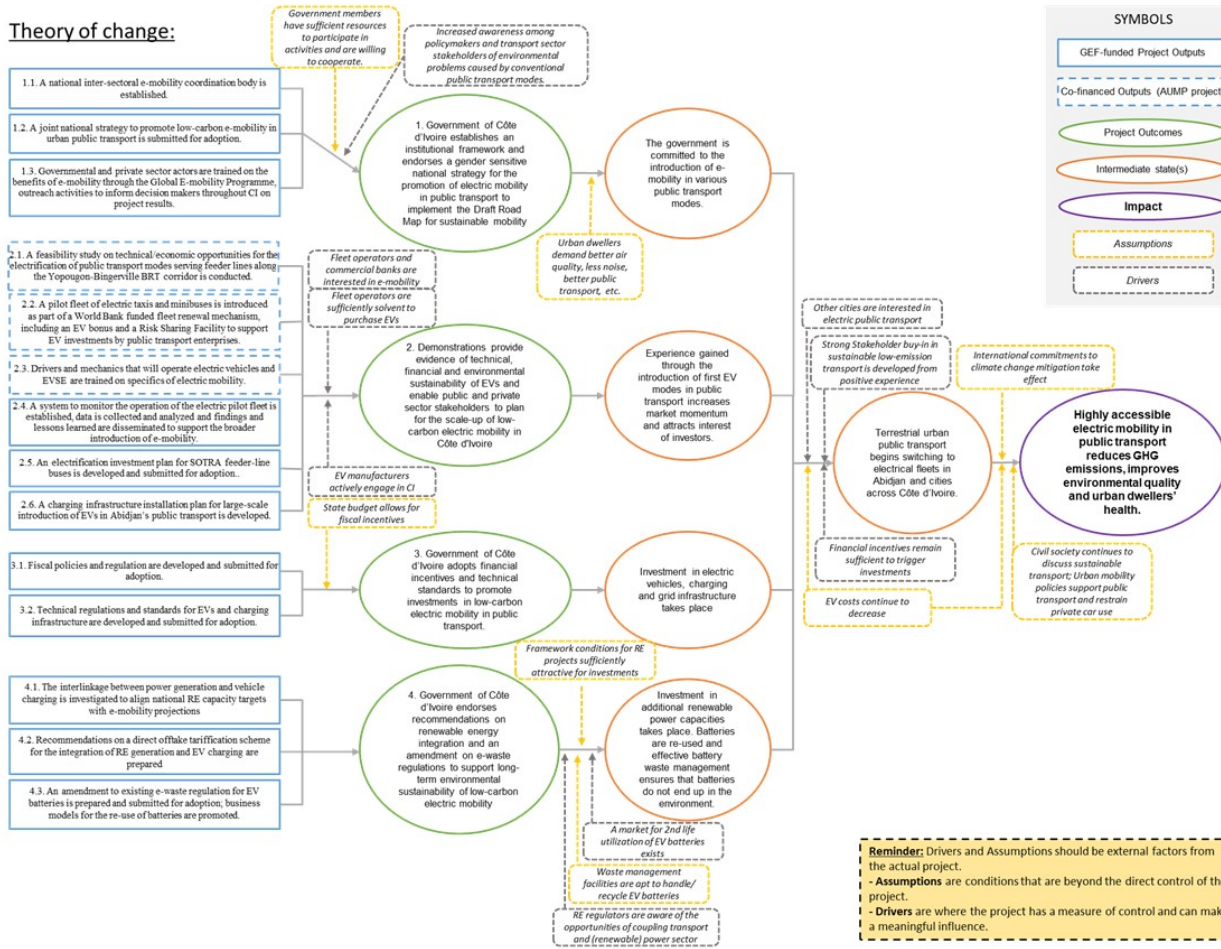 Theory of change:
Government members
have sufficient resources
to participate in
activities and are willing
to cooperate.
Increased awareness among
policymakers and transport sector
stakeholders of environmental
problems caused by conventional
public transport modes.
1.1. A national inter-sectoral e-mobility coordination body is
established.
1.2. A joint national strategy to promote low-carbon e-mobility in
urban public transport is submitted for adoption.
1.3. Governmental and private sector actors are trained on the
benefits of e-mobility through the Global E-mobility Programme,
outreach activities to inform decision makers throughout CI on
project results.
1. Government of Côte
d'Ivoire establishes an
institutional framework and
endorses a gender sensitive
national strategy for the
promotion of electric mobility
in public transport to
implement the Draft Road
Map for sustainable mobility
The government is
committed to the
introduction of e-
mobility in various
public transport
modes.
Urban dwellers
demand better air
quality, less noise,
better public
transport, etc.
2.1. A feasibility study on technical/economic opportunities for the
electrification of public transport modes serving feeder lines along
the Yopougon-Bingerville BRT corridor is conducted.
2.2. A pilot fleet of electric taxis and minibuses is introduced
as part of a World Bank funded fleet renewal mechanism,
including an EV bonus and a Risk Sharing Facility to support
EV investments by public transport enterprises.
2.3. Drivers and mechanics that will operate electric vehicles and
EVSE are trained on specifics of electric mobility.
2.4. A system to monitor the operation of the electric pilot fleet is
established, data is collected and analyzed and findings and
lessons learned are disseminated to support the broader
introduction of e-mobility.
2.5. An electrification investment plan for SOTRA feeder-line
buses is developed and submitted for adoption..
2.6. A charging infrastructure installation plan for large-scale
introduction of EVs in Abidjan's public transport is developed.
Fleet operators and
commercial banks are
interested in e-mobility
Fleet operators are
sufficiently solvent to
purchase EVs
EV manufacturers
actively engage in CI
State budget allows for
fiscal incentives
2. Demonstrations provide
evidence of technical,
financial and environmental
sustainability of EVs and
enable public and private
sector stakeholders to plan
for the scale-up of low-
carbon electric mobility in
Côte d'Ivoire
Experience gained
through the
introduction of first EV
modes in public
transport increases
market momentum
and attracts interest
of investors.
3.1. Fiscal policies and regulation are developed and submitted for
adoption.
3.2. Technical regulations and standards for EVs and charging
infrastructure are developed and submitted for adoption.
3. Government of Côte
d'Ivoire adopts financial
incentives and technical
standards to promote
investments in low-carbon
electric mobility in public
transport.
Investment in electric
vehicles, charging
and grid infrastructure
takes place
Framework conditions for RE
projects sufficiently
attractive for investments
4.1. The interlinkage between power generation and vehicle
charging is investigated to align national RE capacity targets
with e-mobility projections
4.2. Recommendations on a direct offtake tariffication scheme
for the integration of RE generation and EV charging are
prepared
4.3. An amendment to existing e-waste regulation for EV
batteries is prepared and submitted for adoption; business
models for the re-use of batteries are promoted.
4. Government of Côte
d'Ivoire endorses
recommendations on
renewable energy
integration and an
amendment on e-waste
regulations to support long-
term environmental
sustainability of low-carbon
electric mobility
Investment in
additional renewable
power capacities
takes place. Batteries
are re-used and
effective battery
waste management
ensures that batteries
do not end up in the
environment.
A market for 2nd life
utilization of EV batteries
exists
Waste management
facilities are apt to handle/
recycle EV batteries
RE regulators are aware of the
opportunities of coupling transport
and (renewable) power sector
Other cities are interested in
electric public transport
Strong Stakeholder buy-in in
sustainable low-emission
transport is developed from
positive experience
International commitments to
climate change mitigation take
effect
Terrestrial urban
public transport
begins switching to
electrical fleets in
Abidjan and cities
across Côte d'Ivoire.
Highly accessible
electric mobility in
public transport
reduces GHG
emissions, improves
environmental quality
and urban dwellers'
health.
Financial incentives remain
sufficient to trigger
investments
EV costs continue to
decrease
Civil society continues to
discuss sustainable
transport; Urban mobility
policies support public
transport and restrain
private car use
SYMBOLS
GEF-funded Project Outputs
Co-financed Outputs (AUMP project
Project Outcomes
Intermediate state(s)
Impact
Assumptions
Drivers
Reminder: Drivers and Assumptions should be external factors from
the actual project.
- Assumptions are conditions that are beyond the direct control of the
project.
- Drivers are where the project has a measure of control and can mak
a meaningful influence.